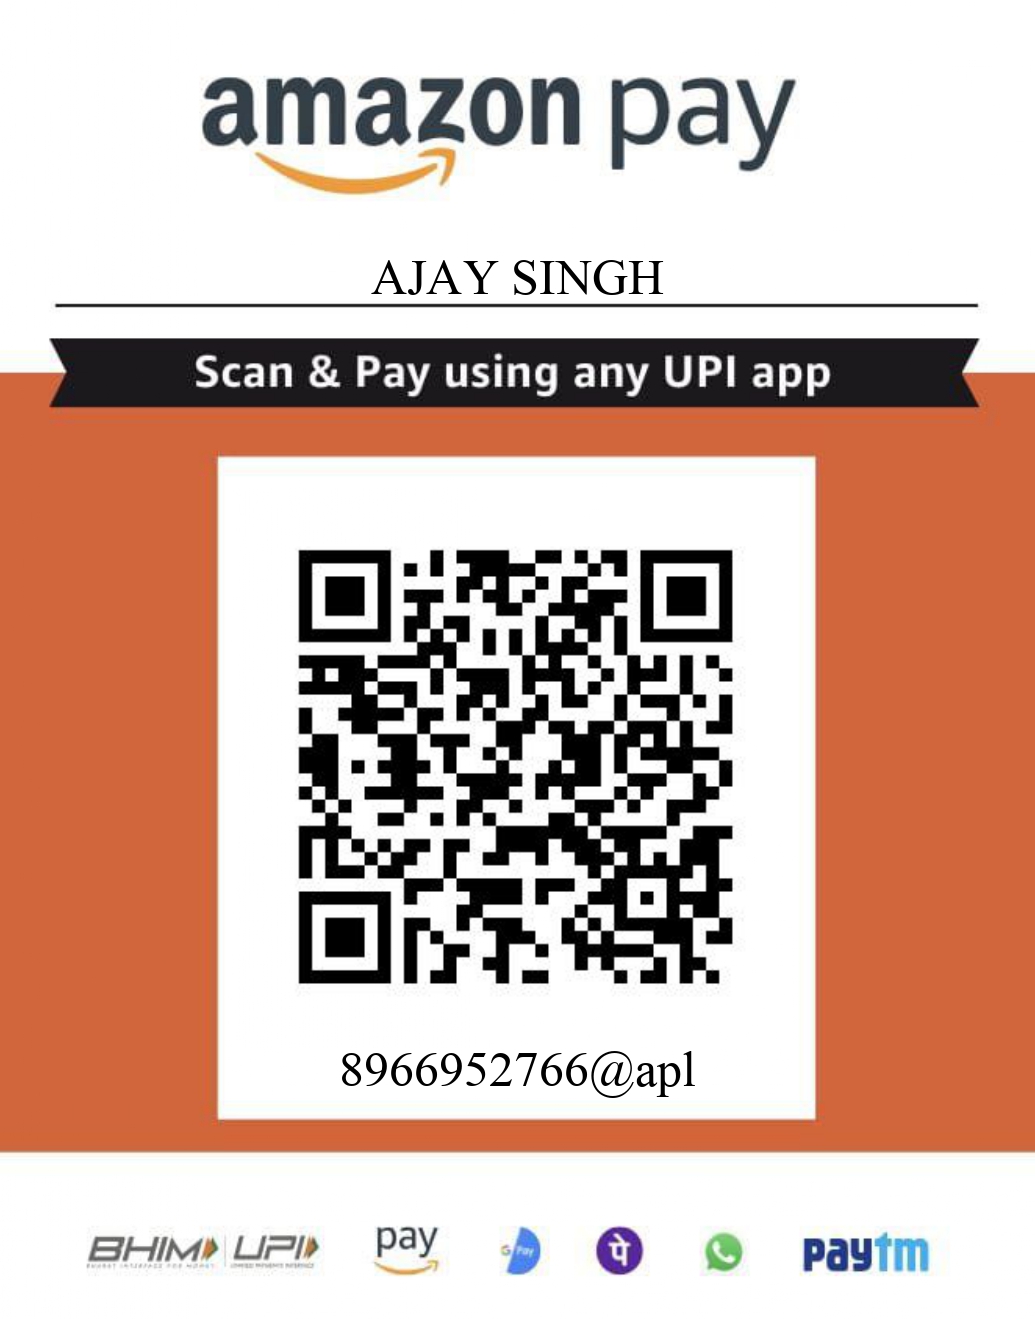 amazon pay
AJAY SINGH
Scan & Pay using any UPI app
8966952766@apl
BHIM UPI pay G Pay पे paytm